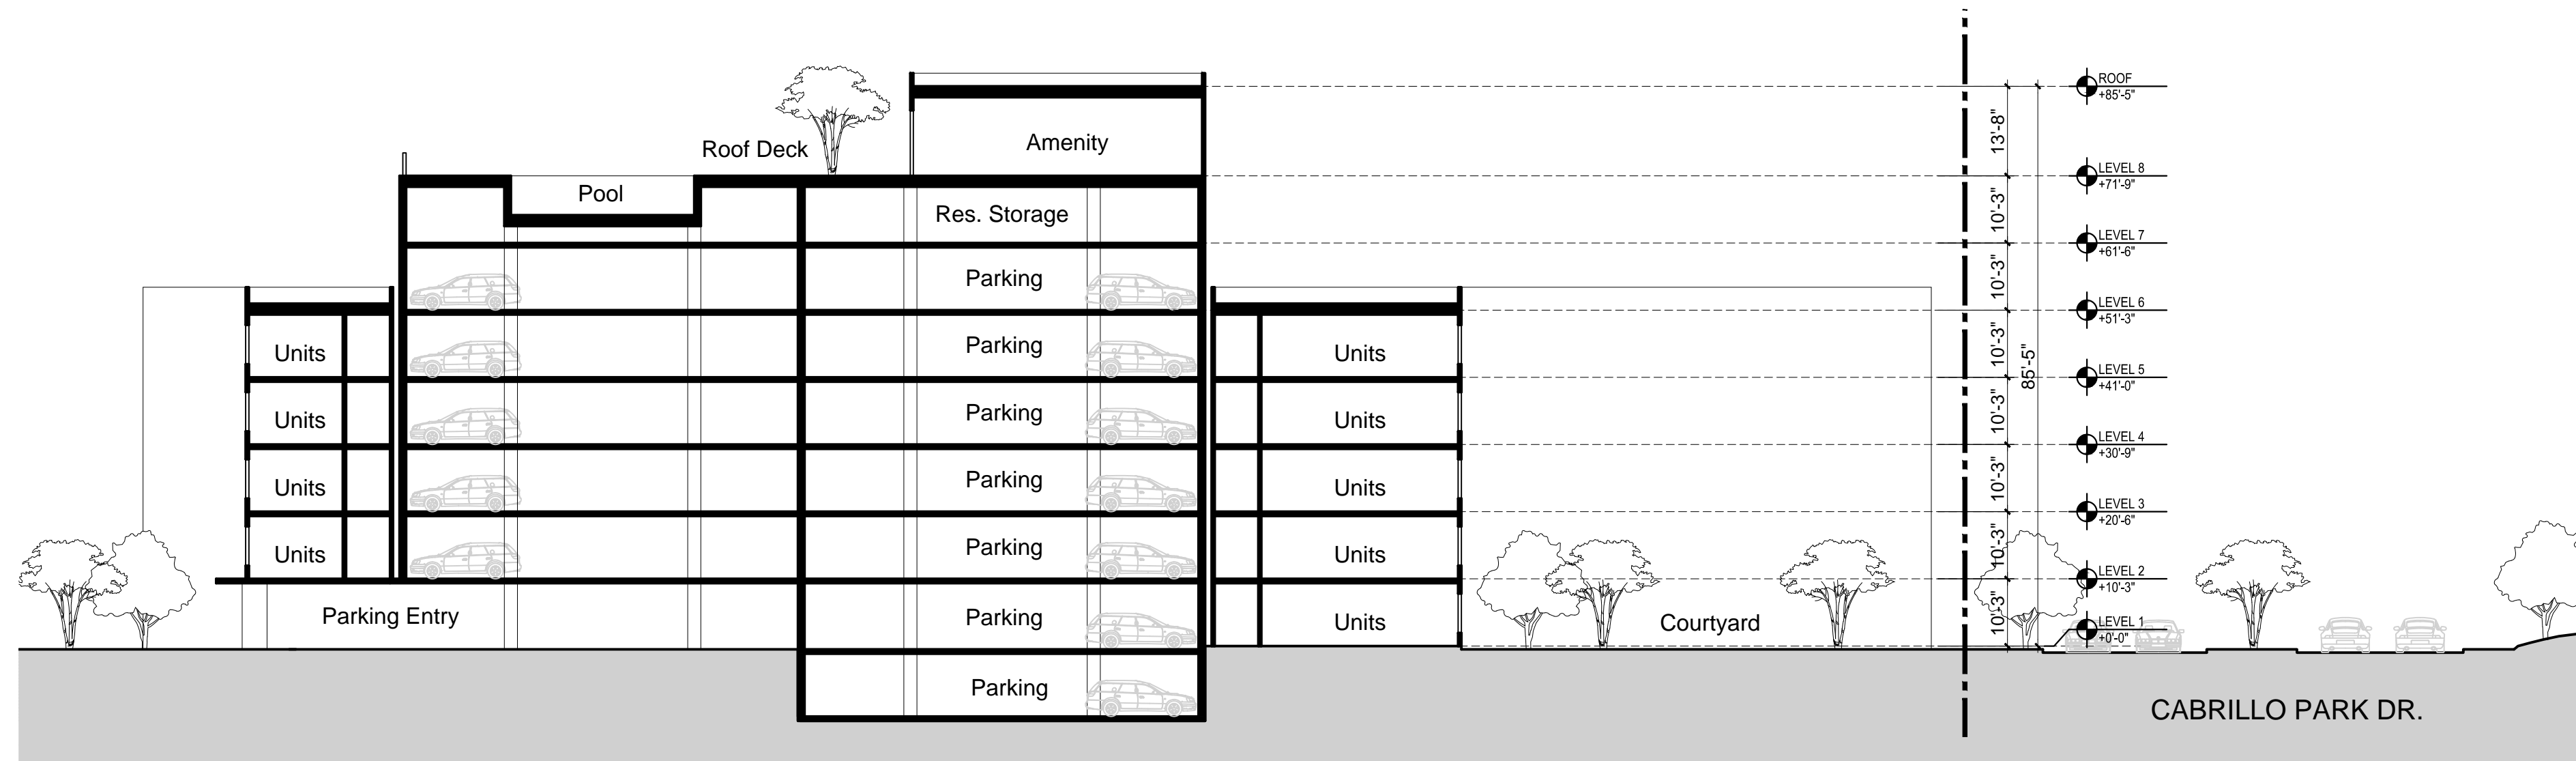 ROOF
+85'-5"
13'-8"
Amenity
Roof Deck
LEVEL 8
+71'-9"
Pool
10'-3"
Res. Storage
LEVEL 7
+61'-6"
Parking
10'-3"
LEVEL 6
+51'-3"
Units
Parking
Units
10'-3"
85'-5"
LEVEL 5
+41'-0"
Units
Parking
Units
10'-3"
LEVEL 4
+30'-9"
Units
Parking
Units
10'-3"
LEVEL 3
+20'-6"
Units
Parking
Units
10'-3"
LEVEL 2
+10'-3"
Parking Entry
Parking
Units
Courtyard
10'-3"
LEVEL 1
+0'-0"
Parking
CABRILLO PARK DR.